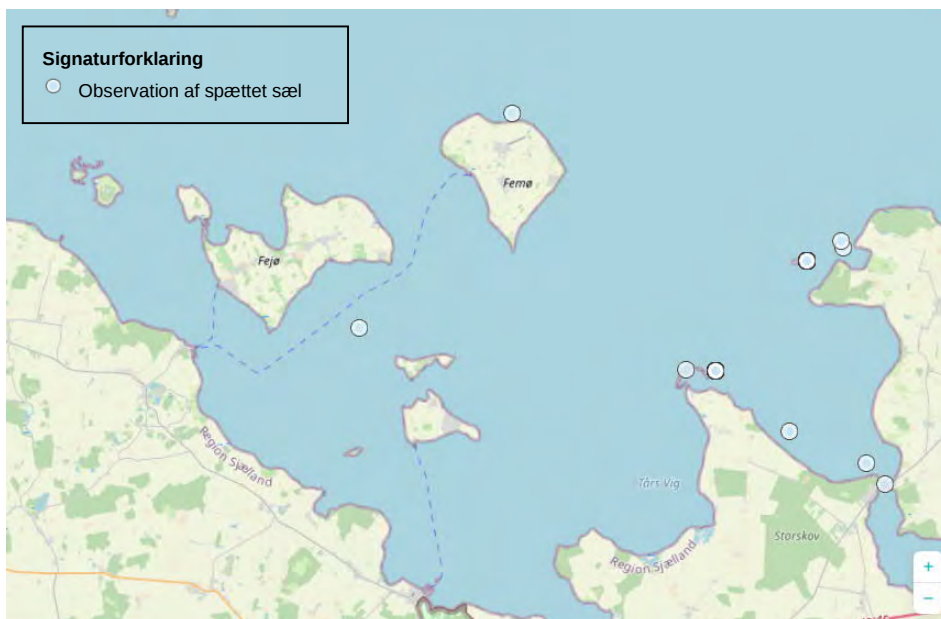 Signaturforklaring
Observation af spættet sæl
Femø
Fejø
Region Sjælland
Tårs Vig
Storskov
Region Sjælland
+
−